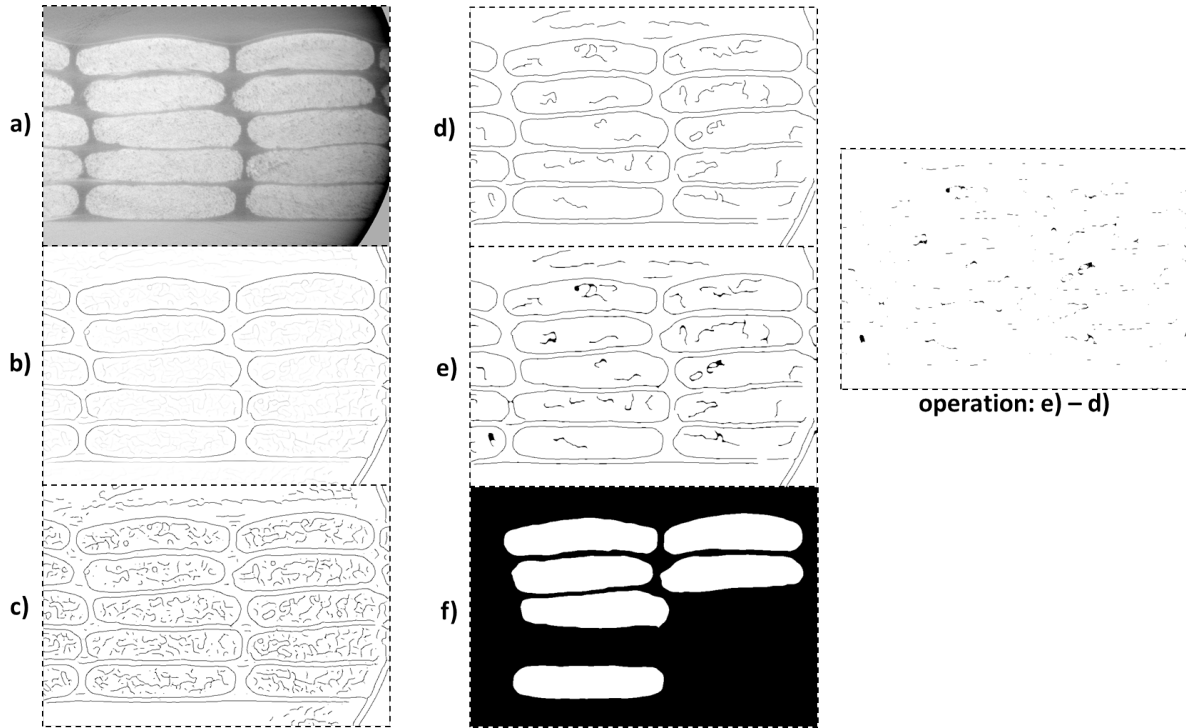 a)
b)
c)
d)
e)
f)
operation: e) – d)